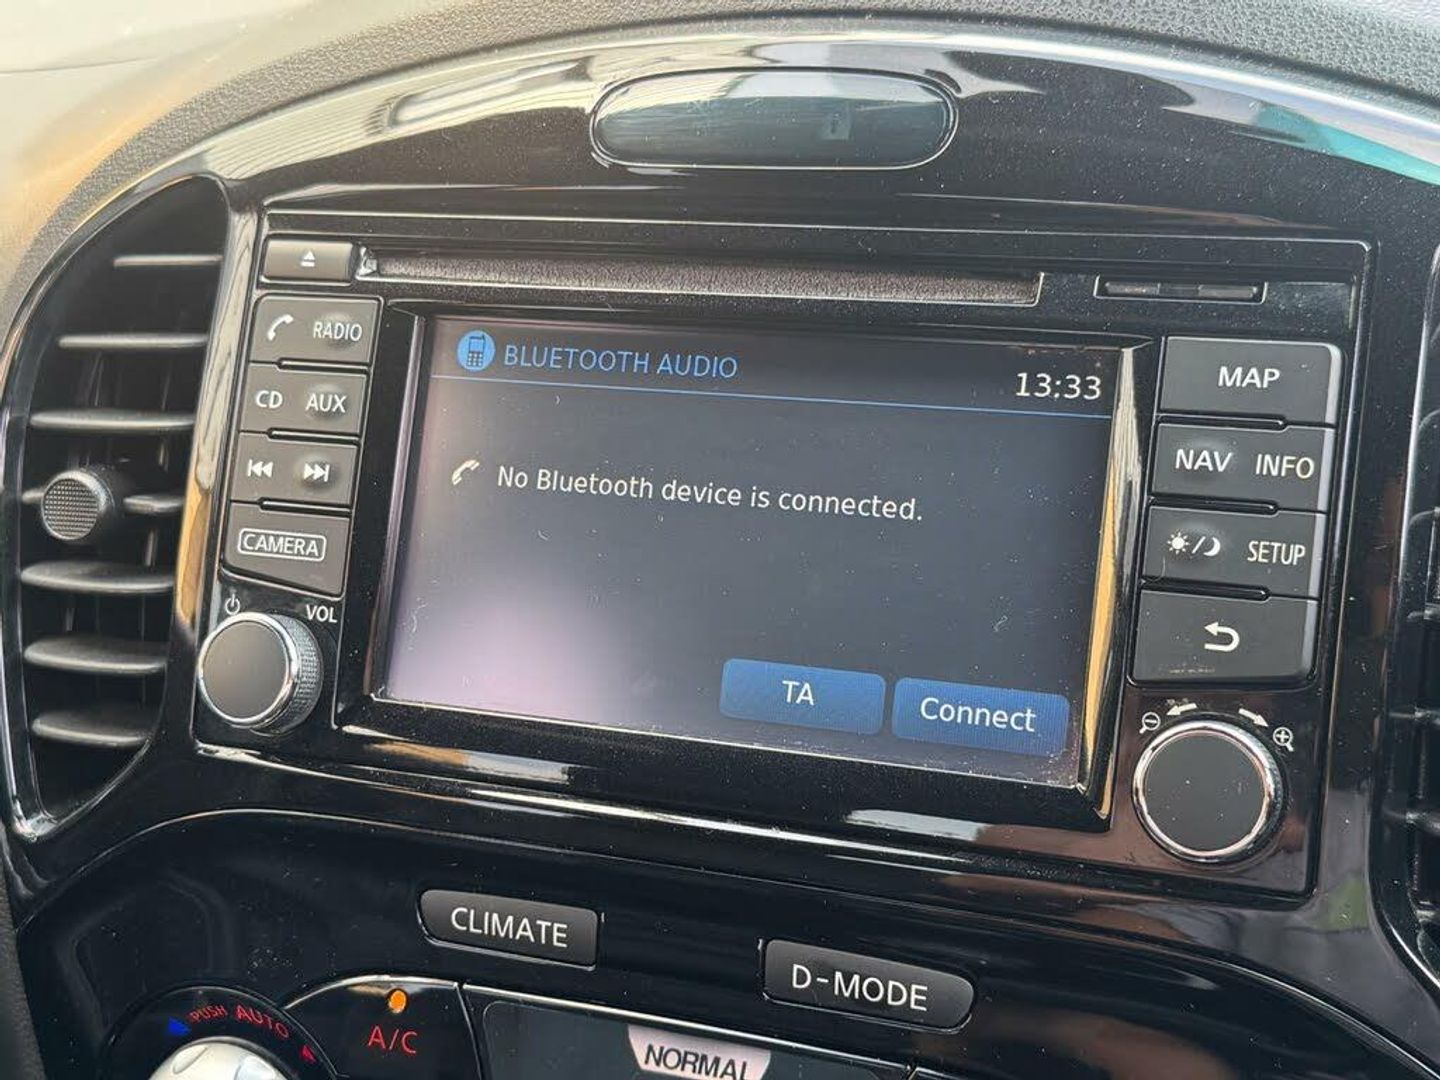 RADIO
CD AUX
CAMERA
VOL
BLUETOOTH AUDIO
13:33
No Bluetooth device is connected.
TA
Connect
MAP
NAV INFO
SETUP
CLIMATE
D-MODE
PUSH AUTO
A/C
NORMAL